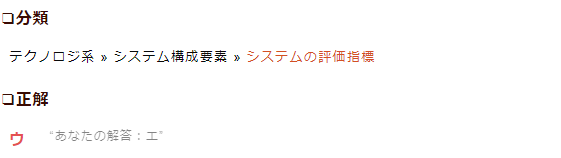 ❏分類
テクノロジ系 » システム構成要素 » システムの評価指標
❏正解
ウ “あなたの解答：エ”